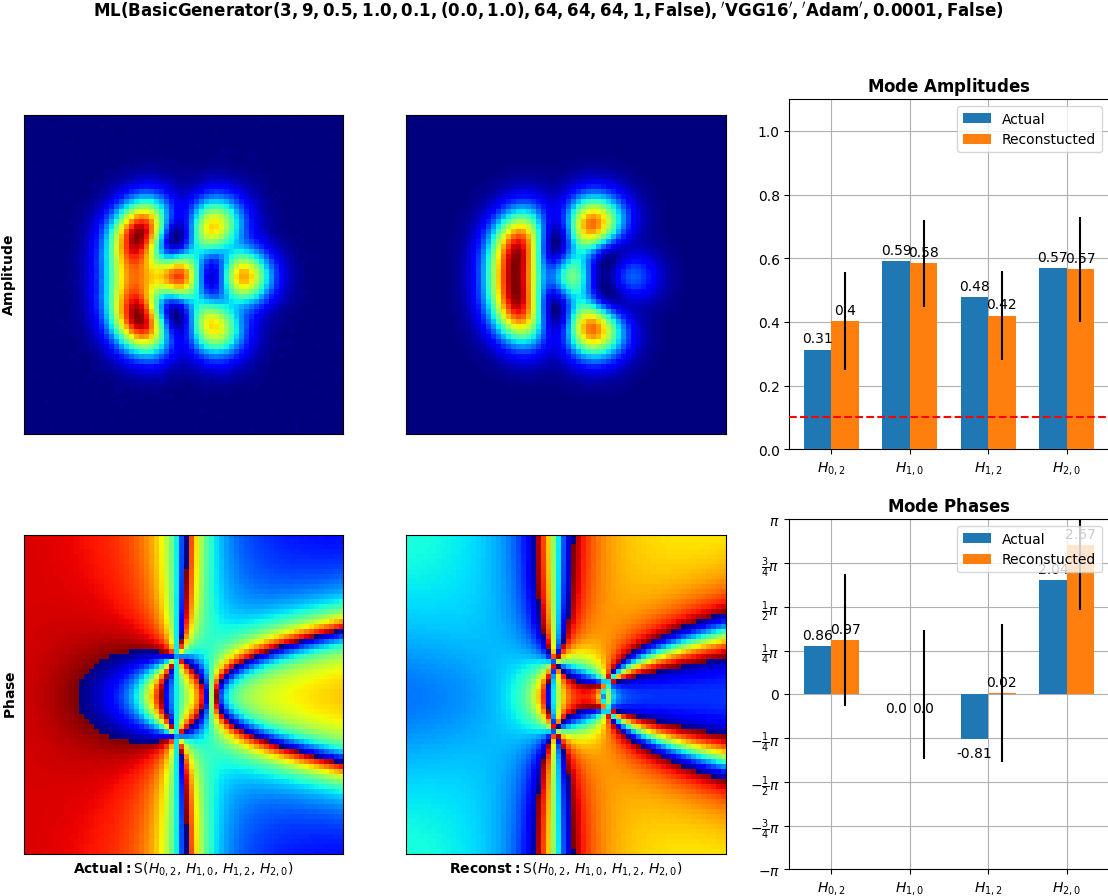 ML(BasicGenerator(3, 9, 0.5, 1.0, 0.1, (0.0, 1.0), 64, 64, 64, 1, False), ′VGG16′, ′Adam′, 0.0001, False)
Amplitude
Mode Amplitudes
Actual
Reconstucted
1.0
0.8
0.6
0.4
0.2
0.0
0.31
0.4
0.59
0.58
0.48
0.42
0.57
0.57
H0, 2
H1, 0
H1, 2
H2, 0
Phase
Actual: S(H0, 2, H1, 0, H1, 2, H2, 0)
Reconst: S(H0, 2, H1, 0, H1, 2, H2, 0)
Mode Phases
Actual
Reconstucted
π
3/4π
1/2π
1/4π
0
−1/4π
−1/2π
−3/4π
−π
0.86
0.97
0.0
0.0
-0.81
0.02
2.04
2.67
H0, 2
H1, 0
H1, 2
H2, 0